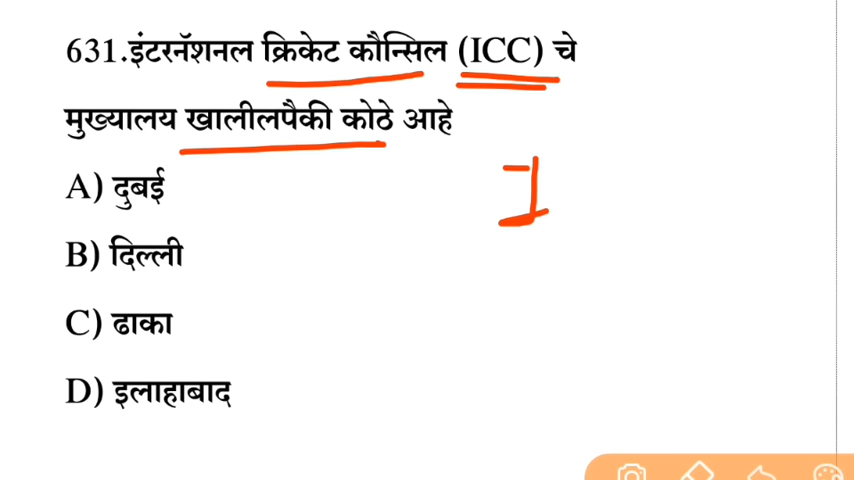 631.इंटरनॅशनल क्रिकेट कौन्सिल (ICC) चे
मुख्यालय खालीलपैकी कोठे आहे
A) दुबई
I
B) दिल्ली
C) ढाका
D) इलाहाबाद